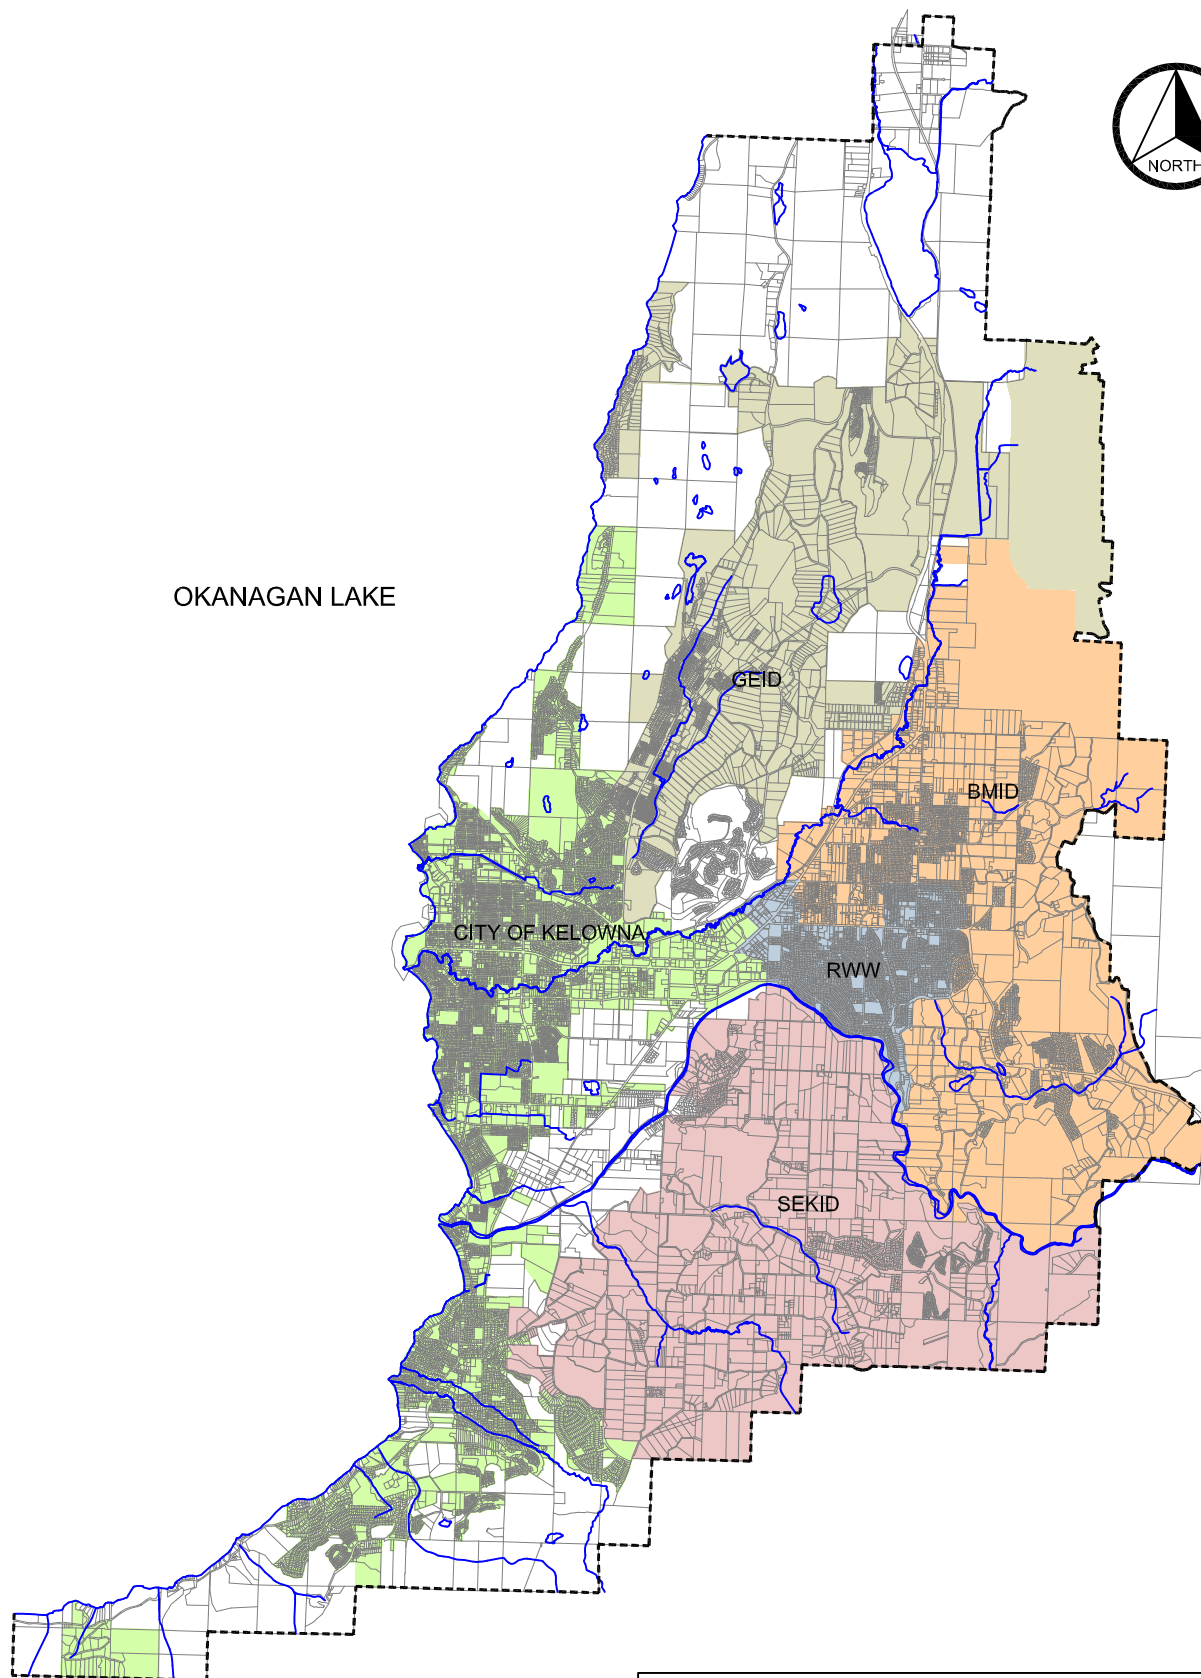 NORTH
OKANAGAN LAKE
GEID
BMID
CITY OF KELOWNA
RWW
SEKID